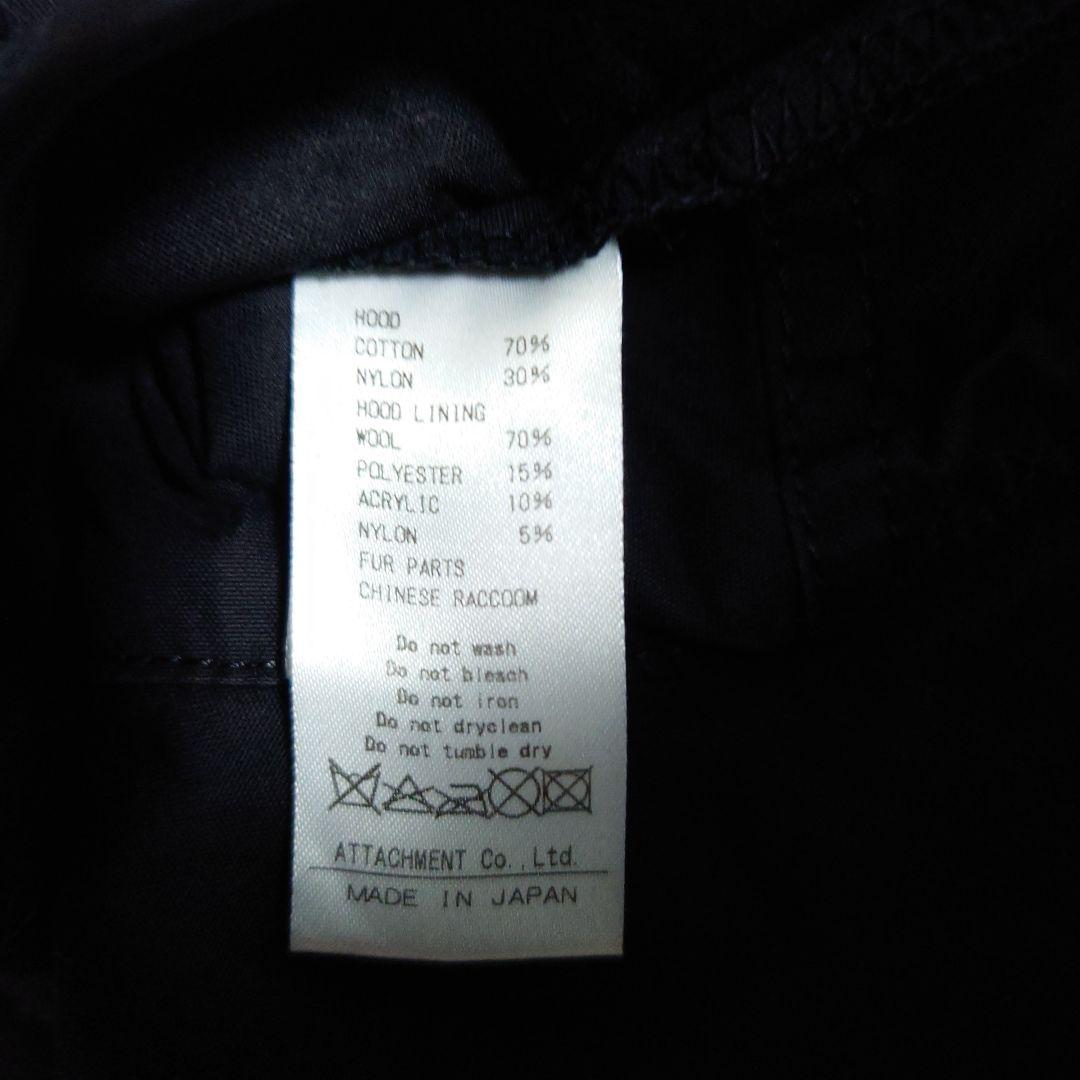 HOOD
COTTON 70%
NYLON 30%
HOOD LINING
WOOL 70%
POLYESTER 15%
ACRYLIC 10%
NYLON 5%
FUR PARTS
CHINESE RACCOOM
Do not wash
Do not bleach
Do not iron
Do not dryclean
Do not tumble dry
ATTACHMENT Co.,Ltd.
MADE IN JAPAN